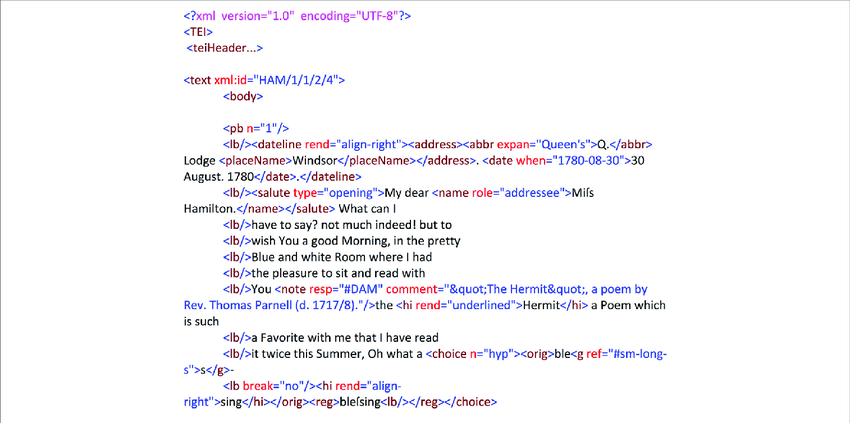 <?xml version="1.0" encoding="UTF-8"?>
<TEI>
<teiHeader...>
<text xml:id="HAM/1/1/2/4">
<body>
<pb n="1"/>
<lb/><dateline rend="align-right"><address><abbr expan="Queen's">Q.</abbr>
Lodge <placeName>Windsor</placeName></address>. <date when="1780-08-30">30
August. 1780</date>.</dateline>
<lb/><salute type="opening">My dear <name role="addressee">Miſs
Hamilton.</name></salute> What can I
<lb/>have to say? not much indeed! but to
<lb/>wish You a good Morning, in the pretty
<lb/>Blue and white Room where I had
<lb/>the pleasure to sit and read with
<lb/>You <note resp="#DAM" comment="&quot;The Hermit&quot;, a poem by
Rev. Thomas Parnell (d. 1717/8)."/>the <hi rend="underlined">Hermit</hi> a Poem which
is such
<lb/>a Favorite with me that I have read
<lb/>it twice this Summer, Oh what a <choice n="hyp"><orig>ble<g ref="#sm-long-
s">s</g>-
<lb break="no"/><hi rend="align-
right">sing</hi></orig><reg>bleſsing<lb/></reg></choice>